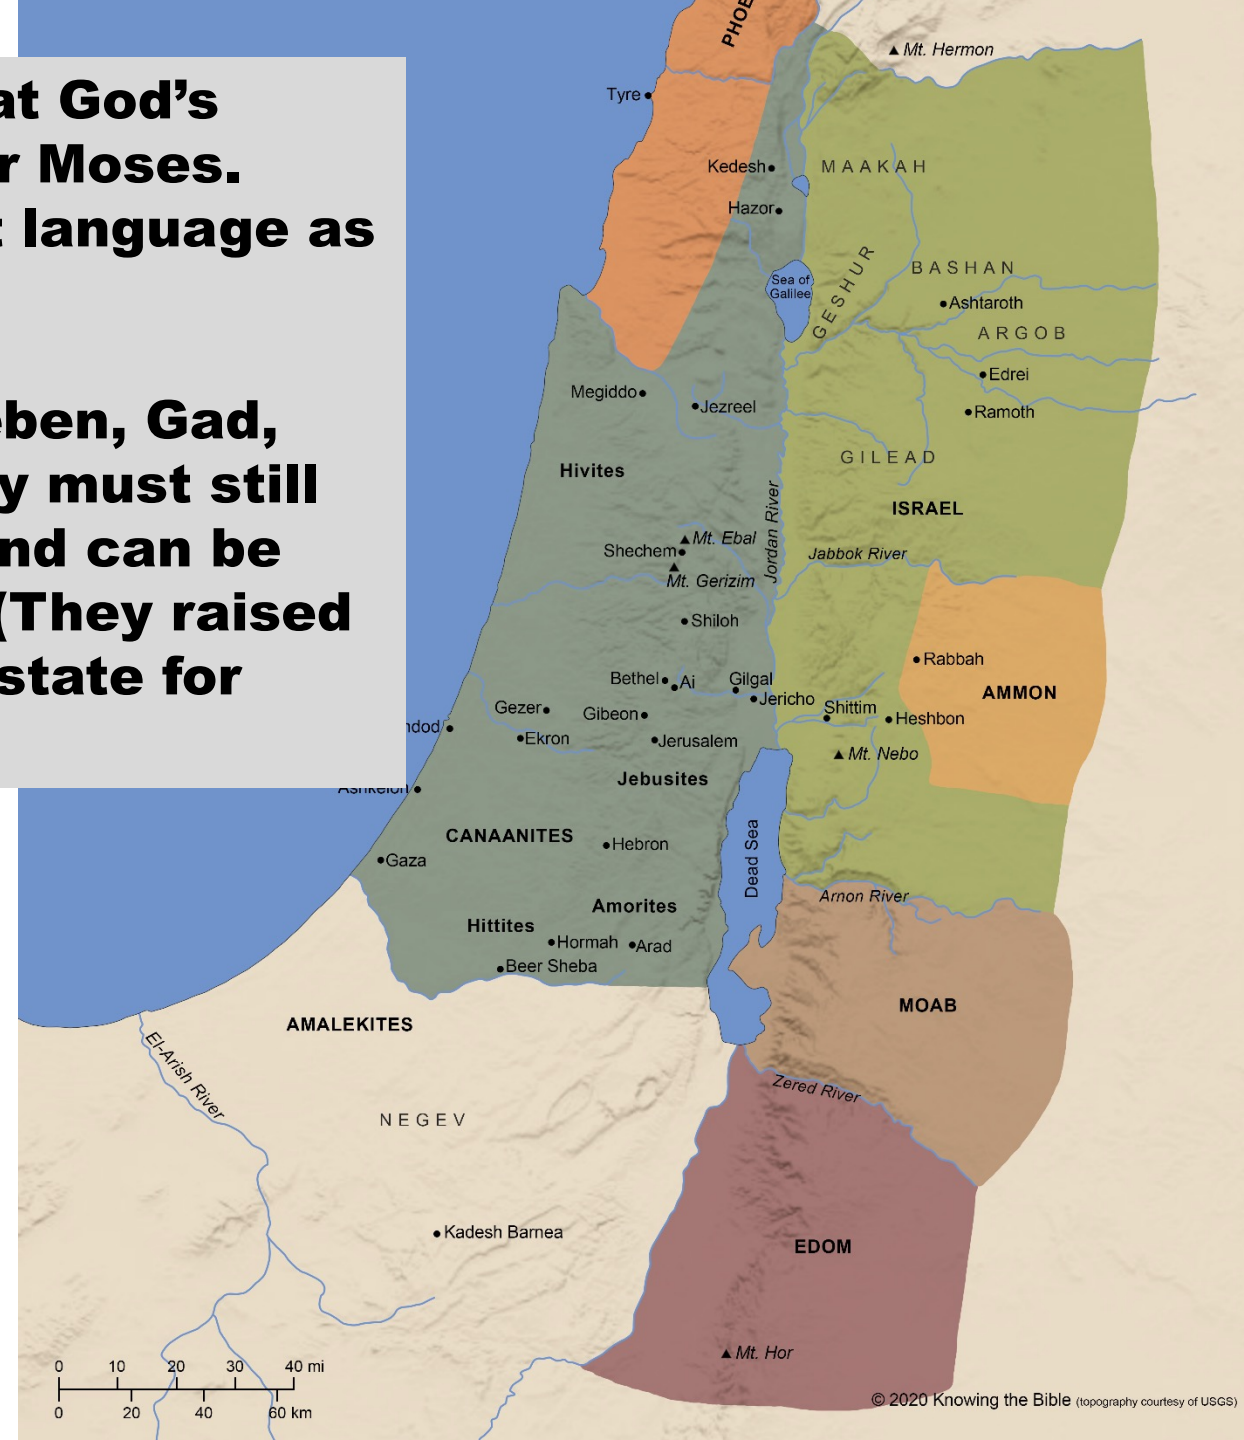 at God’s
r Moses.
language as
eben, Gad,
y must still
nd can be
(They raised
state for
PHOE
Mt. Hermon
Tyre
Kedesh
MAAKAH
Hazor
GESHUR
BASHAN
Sea of
Galilee
Ashtaroth
ARGOB
Edrei
Megiddo
Jezreel
Ramoth
GILEAD
Hivites
ISRAEL
Jordan River
Mt. Ebal
Shechem
Jabbok River
Mt. Gerizim
Shiloh
Rabbah
Bethel
Ai
Gilgal
AMMON
Jericho
Shittim
Gezer
Gibeon
Heshbon
ndod
Ekron
Jerusalem
Mt. Nebo
Jebusites
Ashkelon
CANAANITES
Hebron
Dead Sea
Gaza
Arnon River
Amorites
Hittites
Hormah
Arad
Beer Sheba
MOAB
AMALEKITES
El-Arish River
Zered River
NEGEV
Kadesh Barnea
EDOM
Mt. Hor
0 10 20 30 40 mi
0 20 40 60 km
© 2020 Knowing the Bible (topography courtesy of USGS)